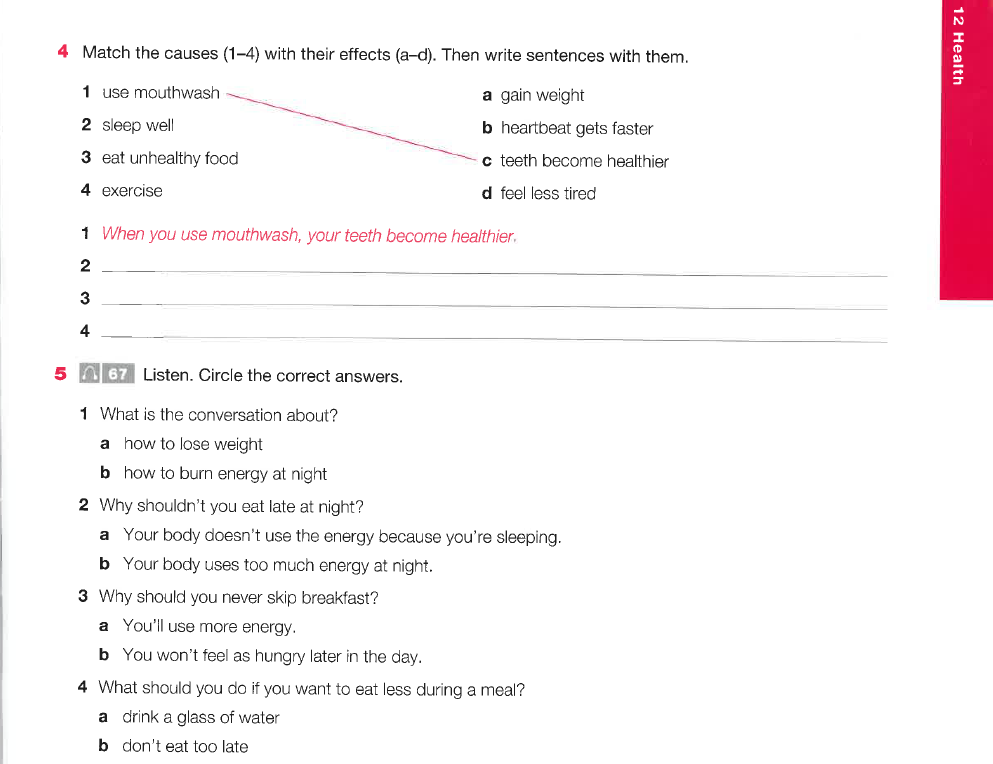 12 Health
4 Match the causes (1–4) with their effects (a–d). Then write sentences with them.
1 use mouthwash
2 sleep well
3 eat unhealthy food
4 exercise
a gain weight
b heartbeat gets faster
c teeth become healthier
d feel less tired
1 When you use mouthwash, your teeth become healthier.
2
3
4
5 67 Listen. Circle the correct answers.
1 What is the conversation about?
a how to lose weight
b how to burn energy at night
2 Why shouldn't you eat late at night?
a Your body doesn't use the energy because you're sleeping.
b Your body uses too much energy at night.
3 Why should you never skip breakfast?
a You'll use more energy.
b You won't feel as hungry later in the day.
4 What should you do if you want to eat less during a meal?
a drink a glass of water
b don't eat too late